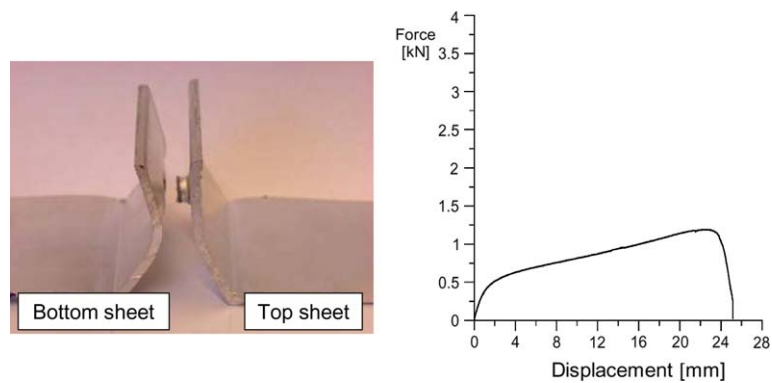 Bottom sheet
Top sheet
Force
[kN]
4
3.5
3
2.5
2
1.5
1
0.5
0
0 4 8 12 16 20 24 28
Displacement [mm]